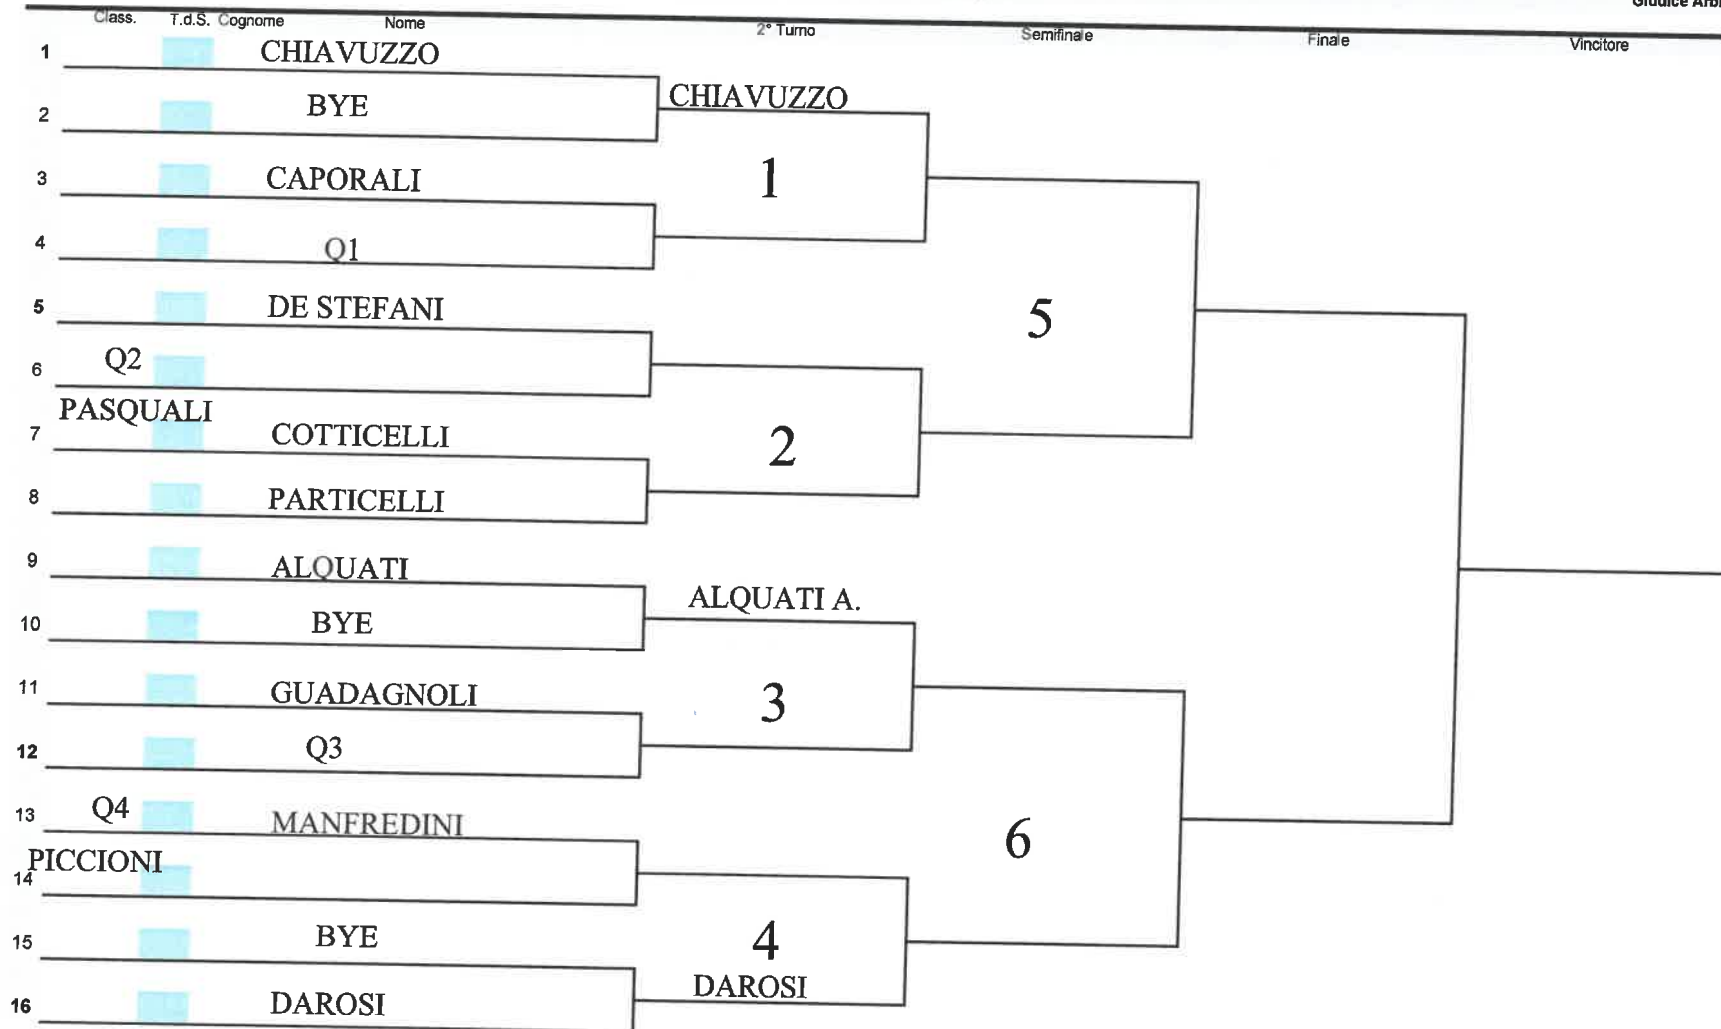 Giudice Arbi
Class. T.d.S. Cognome Nome 2° Turno Semifinale Finale Vincitore
1 CHIAVUZZO
2 BYE
CHIAVUZZO
3 CAPORALI
1
4 Q1
5 DE STEFANI
5
6 Q2
PASQUALI
7 COTTICELLI
2
8 PARTICELLI
9 ALQUATI
ALQUATI A.
10 BYE
11 GUADAGNOLI
3
12 Q3
13 Q4 MANFREDINI
6
PICCIONI
14
15 BYE
4
DAROSI
16 DAROSI